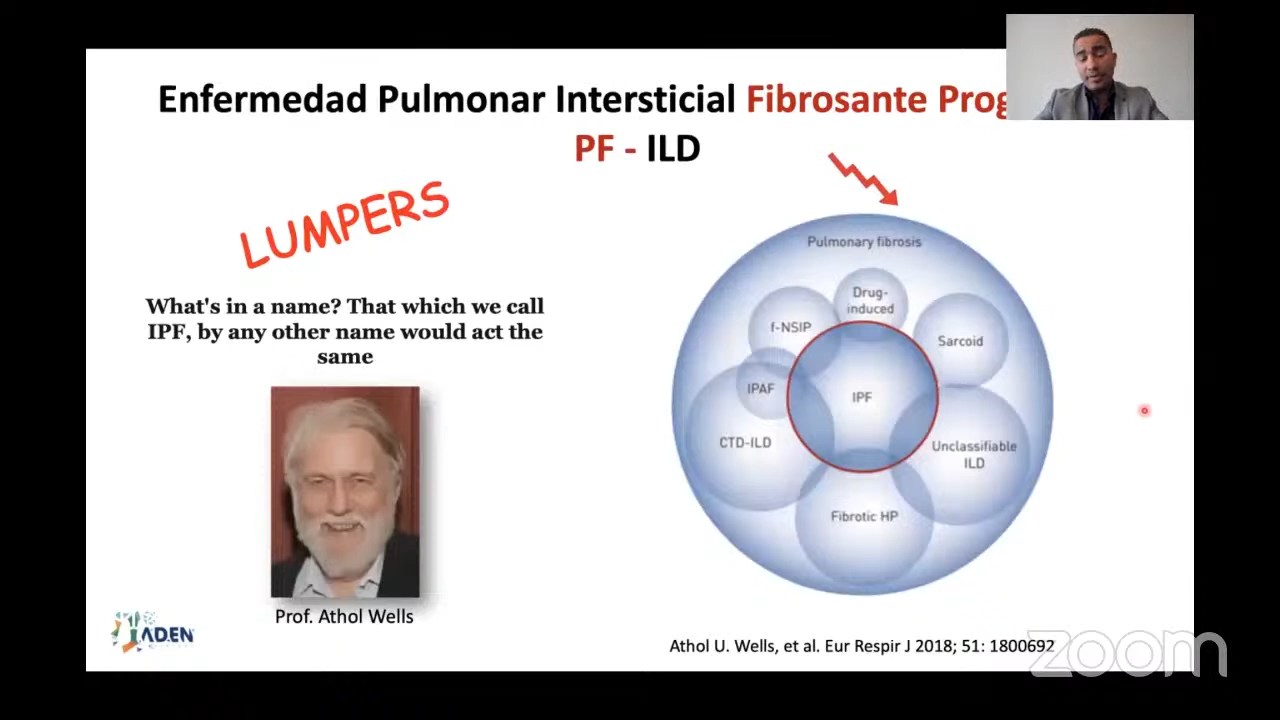 Enfermedad Pulmonar Intersticial Fibrosante Prog
PF - ILD
LUMPERS
What's in a name? That which we call
IPF, by any other name would act the
same
Prof. Athol Wells
Pulmonary fibrosis
Drug-
induced
f-NSIP
Sarcoid
IPAF
IPF
CTD-ILD
Unclassifiable
ILD
Fibrotic HP
ADEN
Athol U. Wells, et al. Eur Respir J 2018; 51: 1800692
zoom